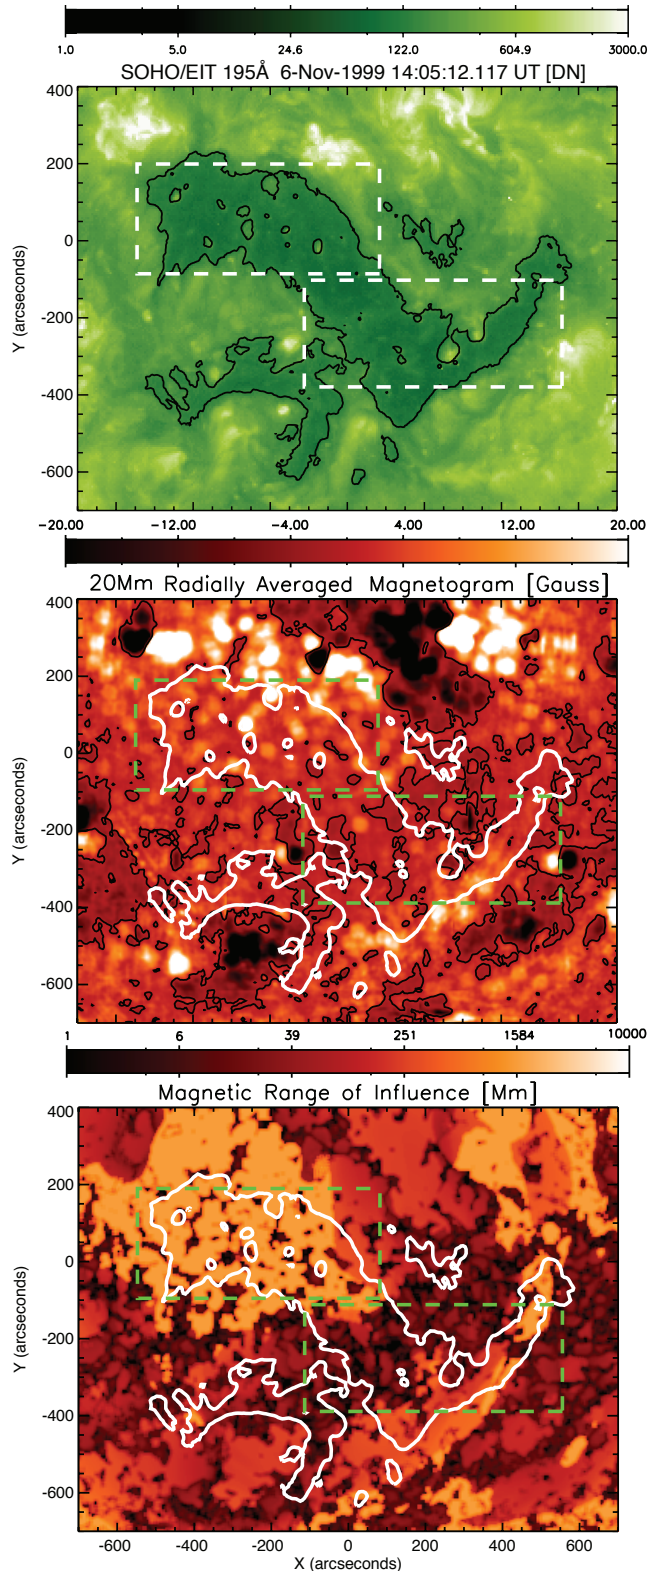 1.0 5.0 24.6 122.0 604.9 3000.0
SOHO/EIT 195Å 6-Nov-1999 14:05:12.117 UT [DN]
400
200
0
-200
-400
-600
Y (arcseconds)
-20.00 -12.00 -4.00 4.00 12.00 20.00
20Mm Radially Averaged Magnetogram [Gauss]
400
200
0
-200
-400
-600
Y (arcseconds)
1 6 39 251 1584 10000
Magnetic Range of Influence [Mm]
400
200
0
-200
-400
-600
Y (arcseconds)
-600 -400 -200 0 200 400 600
X (arcseconds)